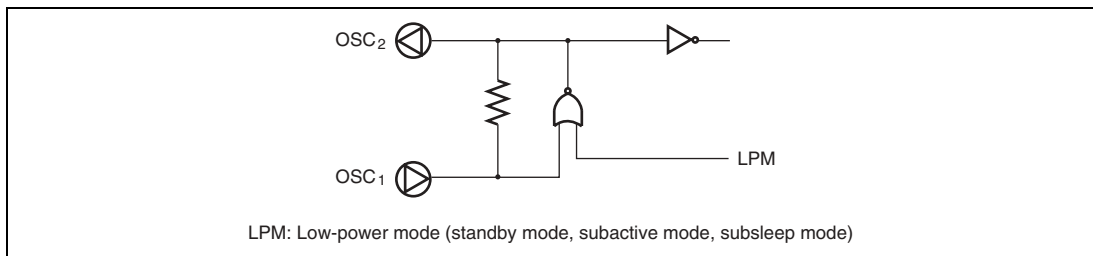 OSC2
LPM
OSC1
LPM: Low-power mode (standby mode, subactive mode, subsleep mode)